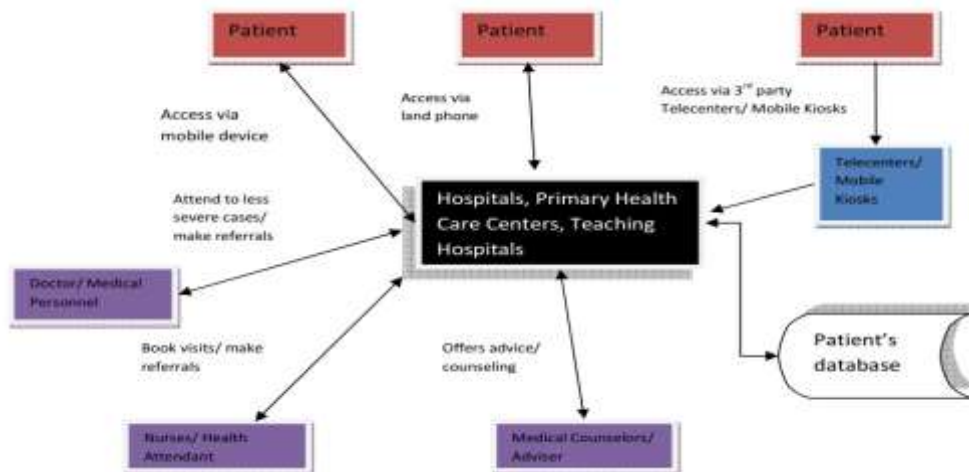 Patient
Patient
Patient
Access via
mobile device
Access via
land phone
Access via 3rd party
Telecenters/ Mobile Kiosks
Telecenters/
Mobile
Kiosks
Attend to less
severe cases/
make referrals
Hospitals, Primary Health
Care Centers, Teaching
Hospitals
Doctor/ Medical
Personnel
Book visits/ make
referrals
Offers advice/
counseling
Patient's
database
Nurses/ Health
Attendant
Medical Counselors/
Adviser